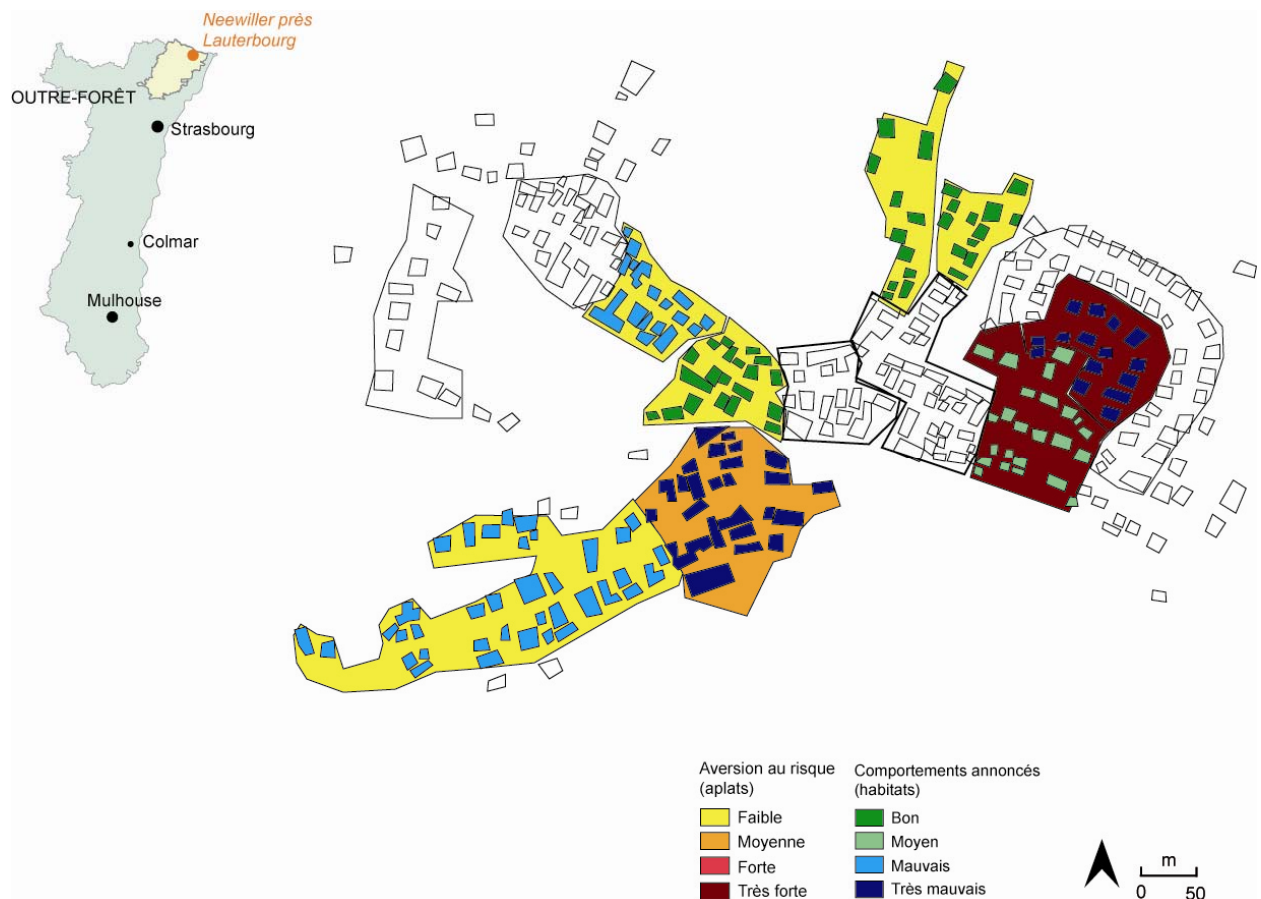 Neewiller près
Lauterbourg
OUTRE-FORÊT
Strasbourg
Colmar
Mulhouse
Aversion au risque
(aplats)
Faible
Moyenne
Forte
Très forte
Comportements annoncés
(habitats)
Bon
Moyen
Mauvais
Très mauvais
m
0 50